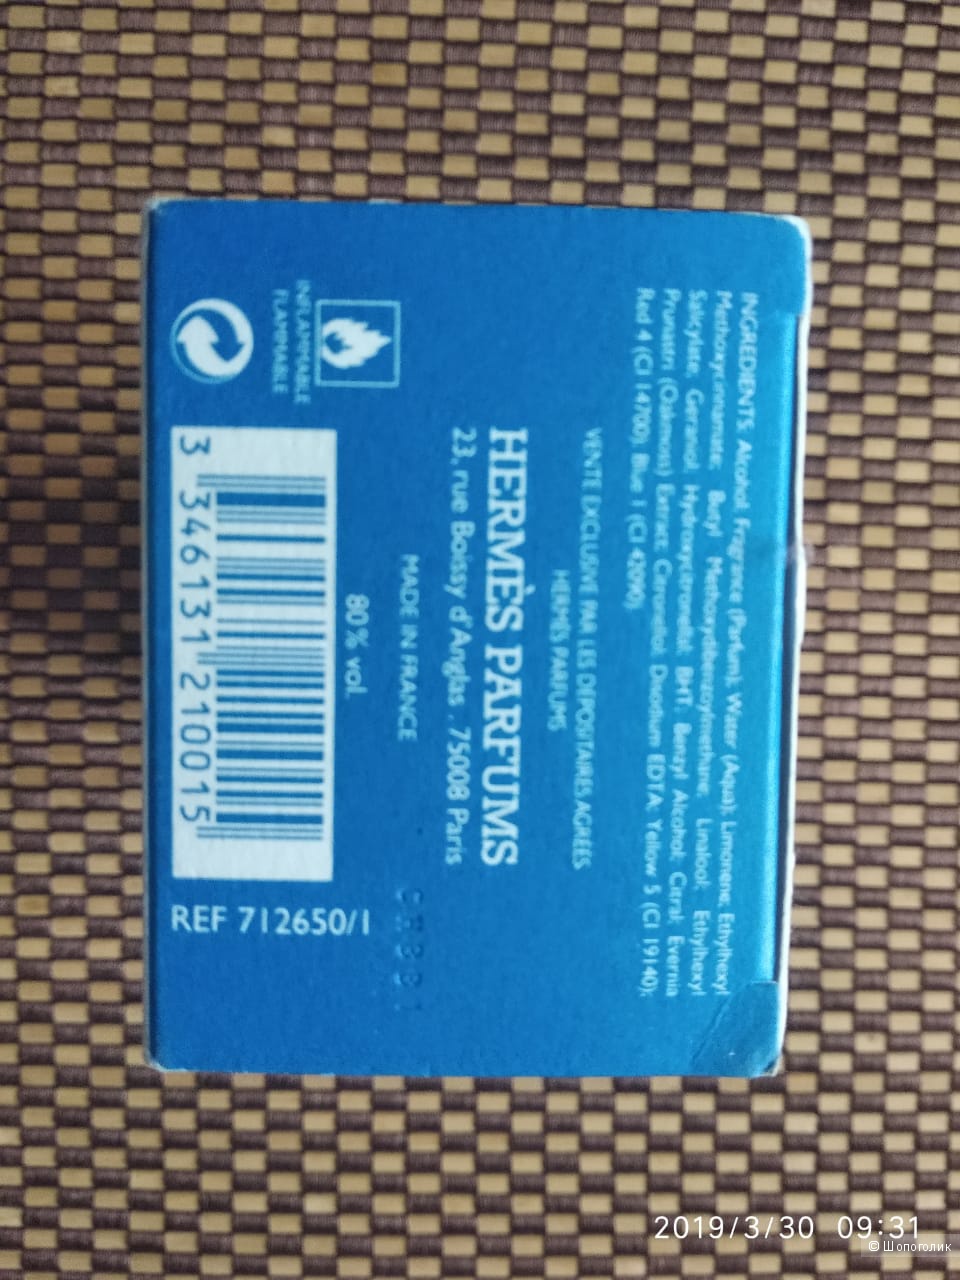 INGREDIENTS: Alcohol, Fragrance (Parfum), Water (Aqua), Limonene, Ethylhexyl
Methoxycinnamate, Butyl Methoxydibenzoylmethane, Linalool, Ethylhexyl
Salicylate, Geraniol, Hydroxycitronellal, BHT, Benzyl Alcohol, Citral, Evernia
Prunastri (Oakmoss) Extract, Citronellol, Disodium EDTA, Yellow 5 (CI 19140),
Red 4 (CI 14700), Blue 1 (CI 42090).
VENTE EXCLUSIVE PAR LES DEPOSITAIRES AGREES
HERMÈS PARFUMS
HERMÈS PARFUMS
23, rue Boissy d'Anglas . 75008 Paris
MADE IN FRANCE
80% vol.
INFLAMMABLE
FLAMMABLE
3 346131 210015
REF 712650/1
2019/3/30 09:31
© Шопоголик